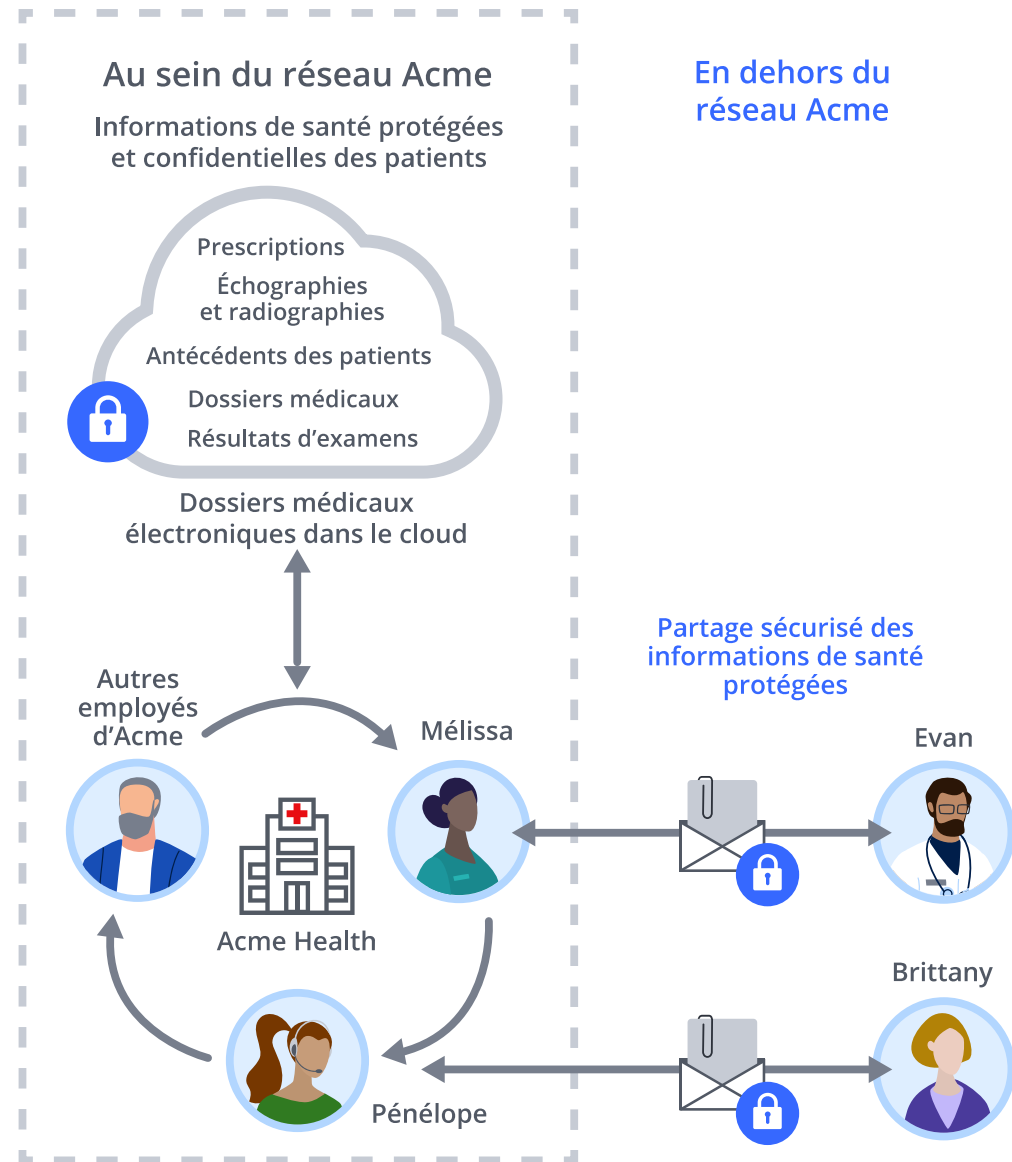 Au sein du réseau Acme
Informations de santé protégées
et confidentielles des patients
Prescriptions
Échographies
et radiographies
Antécédents des patients
Dossiers médicaux
Résultats d’examens
Dossiers médicaux
électroniques dans le cloud
Autres
employés
d’Acme
Mélissa
Acme Health
Pénélope
En dehors du
réseau Acme
Partage sécurisé des
informations de santé
protégées
Evan
Brittany